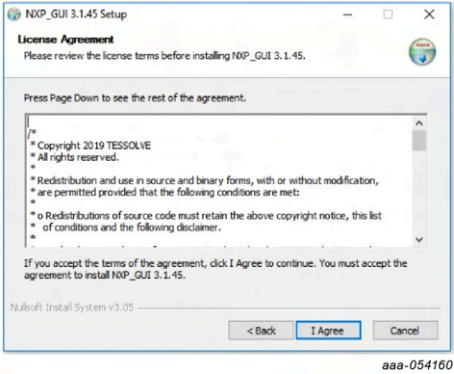 NXP_GUI 3.1.45 Setup
License Agreement
Please review the license terms before installing NXP_GUI 3.1.45.
Press Page Down to see the rest of the agreement.
/*
* Copyright 2019 TESSOLVE
* All rights reserved.
*
* Redistribution and use in source and binary forms, with or without modification,
* are permitted provided that the following conditions are met:
*
* o Redistributions of source code must retain the above copyright notice, this list
* of conditions and the following disclaimer.
*
If you accept the terms of the agreement, click I Agree to continue. You must accept the
agreement to install NXP_GUI 3.1.45.
Nullsoft Install System v3.05
< Back I Agree Cancel
aaa-054160